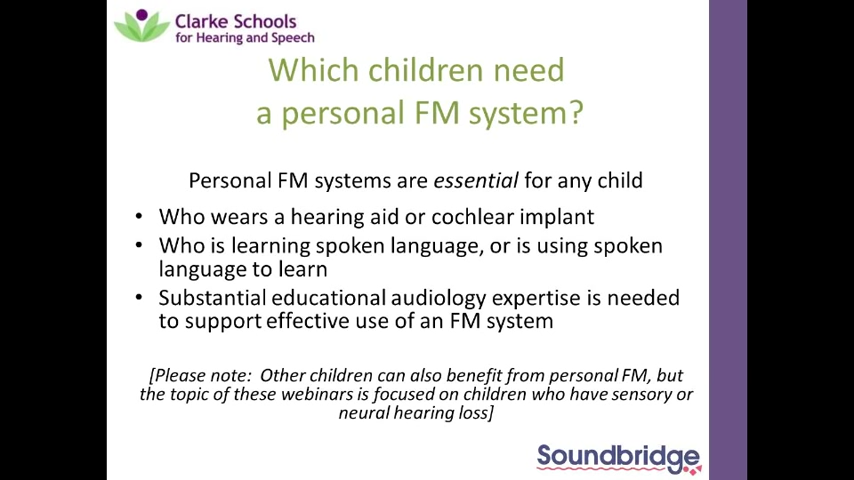 Clarke Schools
for Hearing and Speech
Which children need
a personal FM system?
Personal FM systems are essential for any child
• Who wears a hearing aid or cochlear implant
• Who is learning spoken language, or is using spoken
language to learn
• Substantial educational audiology expertise is needed
to support effective use of an FM system
[Please note: Other children can also benefit from personal FM, but
the topic of these webinars is focused on children who have sensory or
neural hearing loss]
Soundbridge